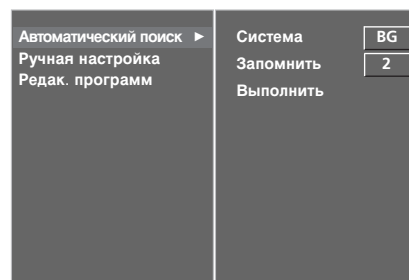 Автоматический поиск ►
Ручная настройка
Редак. программ
Система BG
Запомнить 2
Выполнить